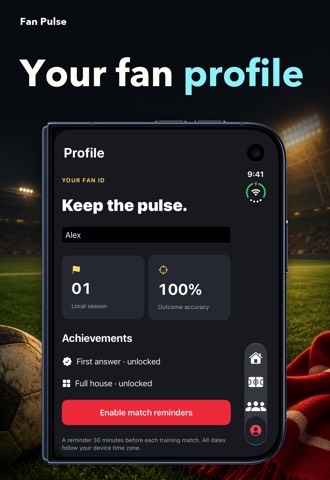 Fan Pulse
Your fan profile
Profile
9:41
YOUR FAN ID
Keep the pulse.
Alex
01
Local season
100%
Outcome accuracy
Achievements
First answer · unlocked
Full house · unlocked
Enable match reminders
A reminder 30 minutes before each training match. All dates
follow your device time zone.